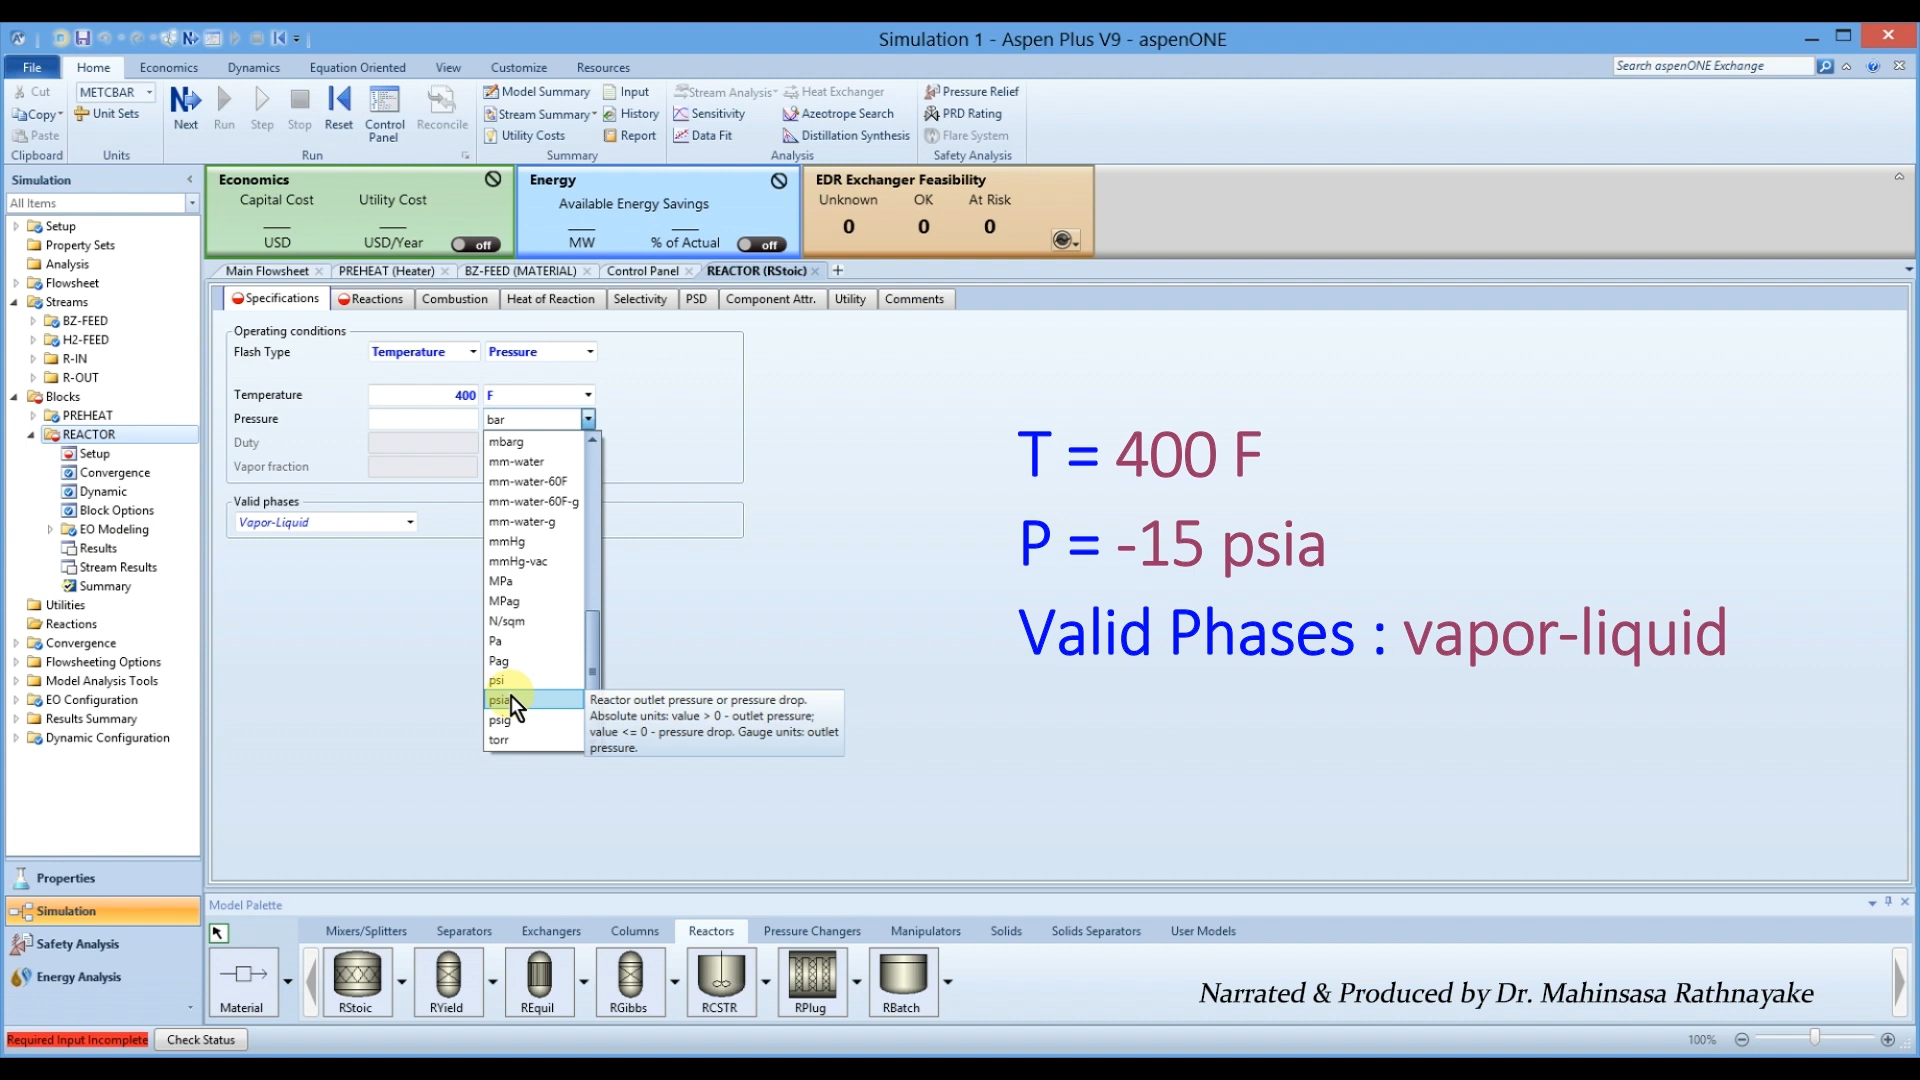 Simulation 1 - Aspen Plus V9 - aspenONE
File Home Economics Dynamics Equation Oriented View Customize Resources Search aspenONE Exchange
Cut METCBAR Model Summary Input Stream Analysis Heat Exchanger Pressure Relief
Copy Unit Sets Stream Summary History Sensitivity Azeotrope Search PRD Rating
Next Run Step Stop Reset Control Panel Reconcile
Paste Utility Costs Report Data Fit Distillation Synthesis Flare System
Clipboard Units Run Summary Analysis Safety Analysis
Simulation
All Items
Economics
Capital Cost Utility Cost
USD USD/Year off
Energy
Available Energy Savings
MW % of Actual off
EDR Exchanger Feasibility
Unknown OK At Risk
0 0 0
Setup
Property Sets
Analysis
Flowsheet
Streams
BZ-FEED
H2-FEED
R-IN
R-OUT
Blocks
PREHEAT
REACTOR
Setup
Convergence
Dynamic
Block Options
EO Modeling
Results
Stream Results
Summary
Utilities
Reactions
Convergence
Flowsheeting Options
Model Analysis Tools
EO Configuration
Results Summary
Dynamic Configuration
Properties
Simulation
Safety Analysis
Energy Analysis
Main Flowsheet PREHEAT (Heater) BZ-FEED (MATERIAL) Control Panel REACTOR (RStoic) +
Specifications Reactions Combustion Heat of Reaction Selectivity PSD Component Attr. Utility Comments
Operating conditions
Flash Type Temperature Pressure
Temperature 400 F
Pressure bar
Duty
Vapor fraction
Valid phases
Vapor-Liquid
mbarg
mm-water
mm-water-60F
mm-water-60F-g
mm-water-g
mmHg
mmHg-vac
MPa
MPag
N/sqm
Pa
Pag
psi
psia
psig
torr
Reactor outlet pressure or pressure drop.
Absolute units: value > 0 - outlet pressure;
value <= 0 - pressure drop. Gauge units: outlet
pressure.
T = 400 F
P = -15 psia
Valid Phases : vapor-liquid
Model Palette
Mixers/Splitters Separators Exchangers Columns Reactors Pressure Changers Manipulators Solids Solids Separators User Models
Material RStoic RYield REquil RGibbs RCSTR RPlug RBatch
Narrated & Produced by Dr. Mahinsasa Rathnayake
Required Input Incomplete Check Status 100%